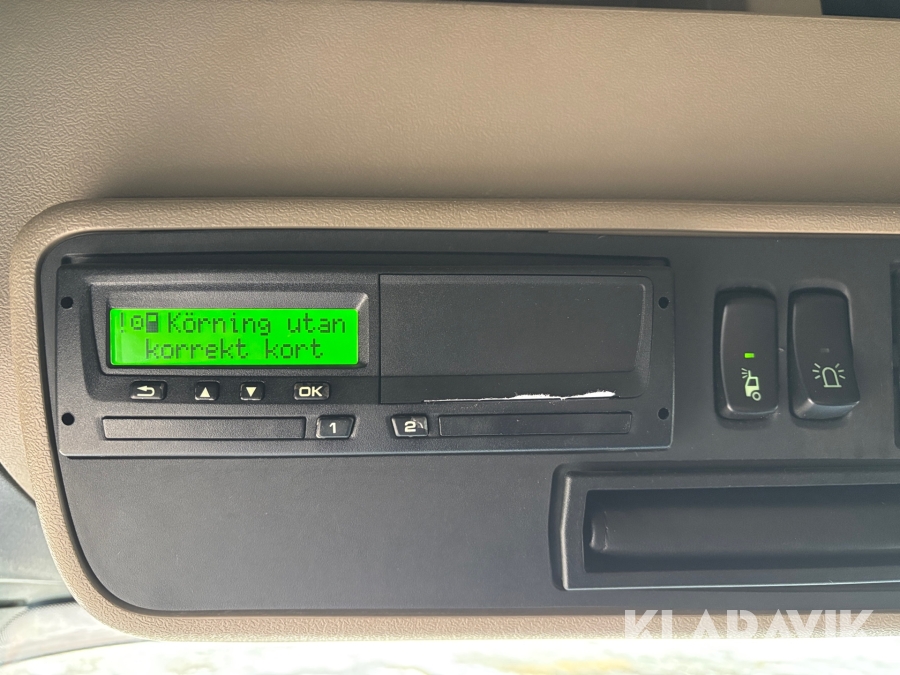 ! Körning utan
korrekt kort
OK
1
2
KLARAVIK